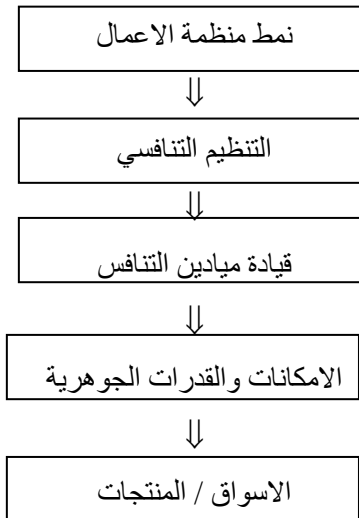 نمط منظمة الاعمال
⇓
التنظيم التنافسي
⇓
قيادة ميادين التنافس
⇓
الامكانات والقدرات الجوهرية
⇓
الاسواق / المنتجات